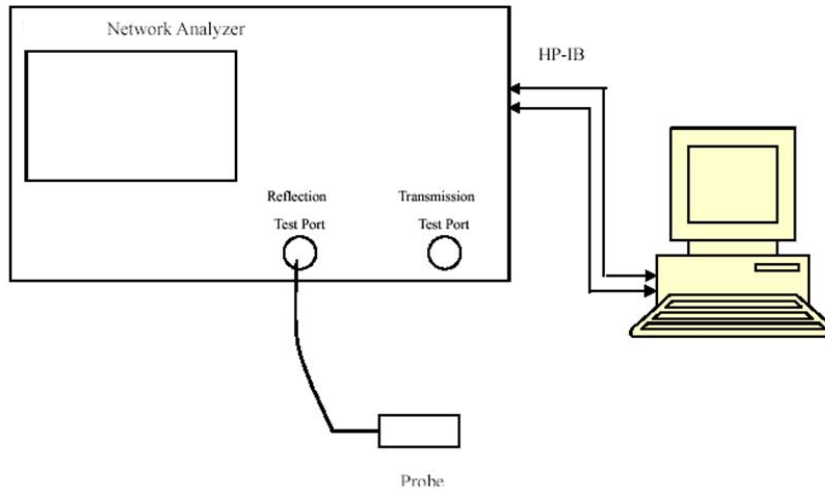 Network Analyzer
HP-IB
Reflection
Test Port
Transmission
Test Port
Probe